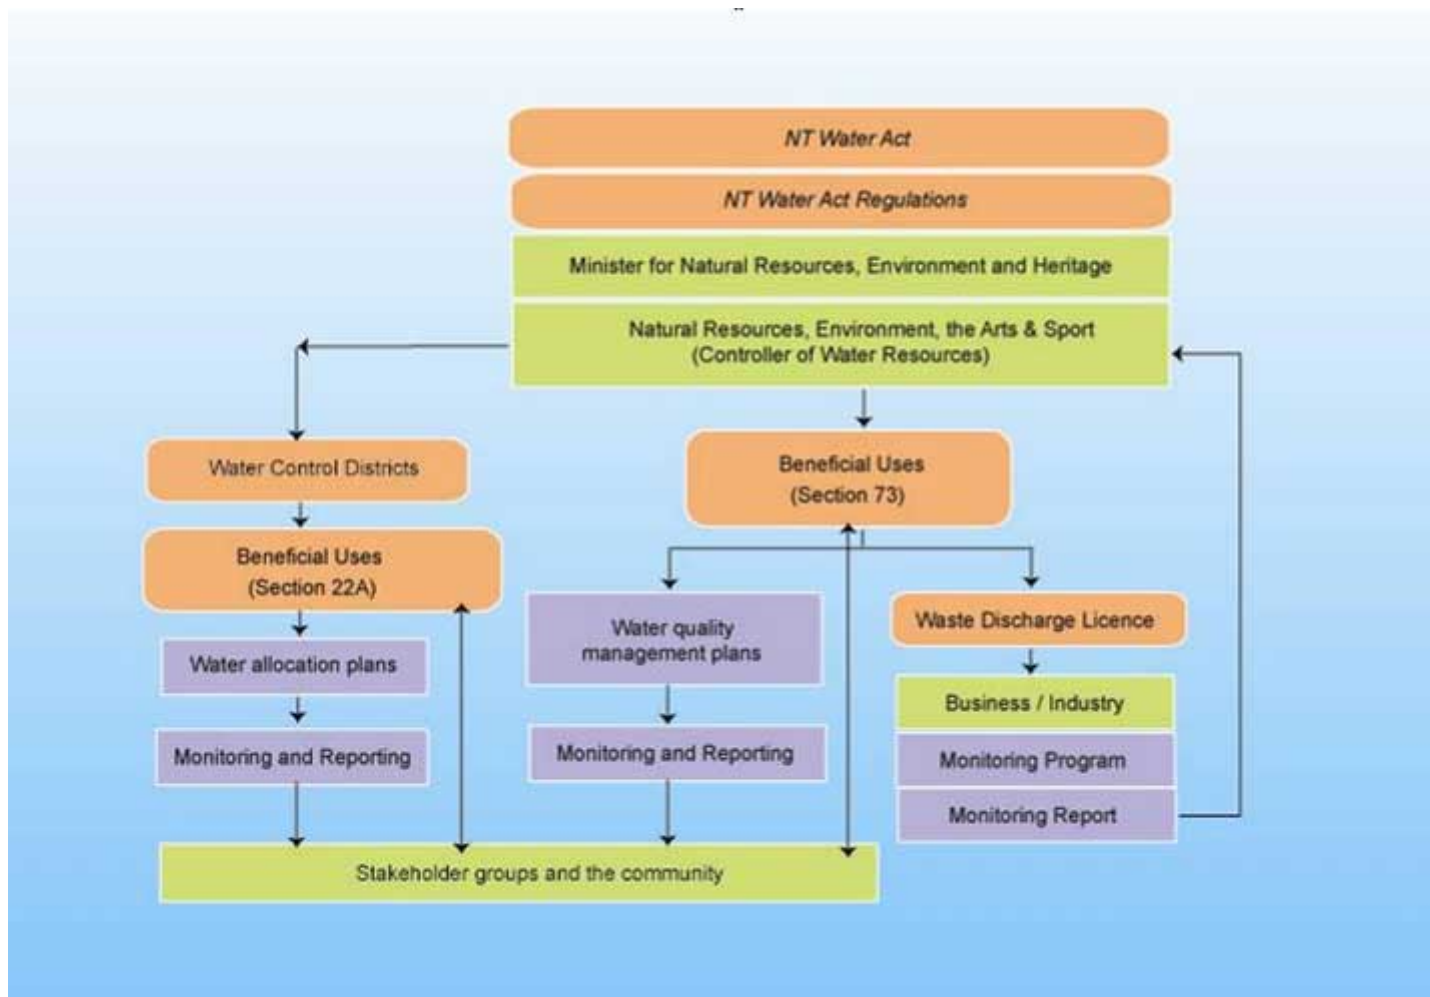 NT Water Act
NT Water Act Regulations
Minister for Natural Resources, Environment and Heritage
Natural Resources, Environment, the Arts & Sport
(Controller of Water Resources)
Water Control Districts
Beneficial Uses
(Section 22A)
Water allocation plans
Monitoring and Reporting
Beneficial Uses
(Section 73)
Water quality
management plans
Monitoring and Reporting
Waste Discharge Licence
Business / Industry
Monitoring Program
Monitoring Report
Stakeholder groups and the community